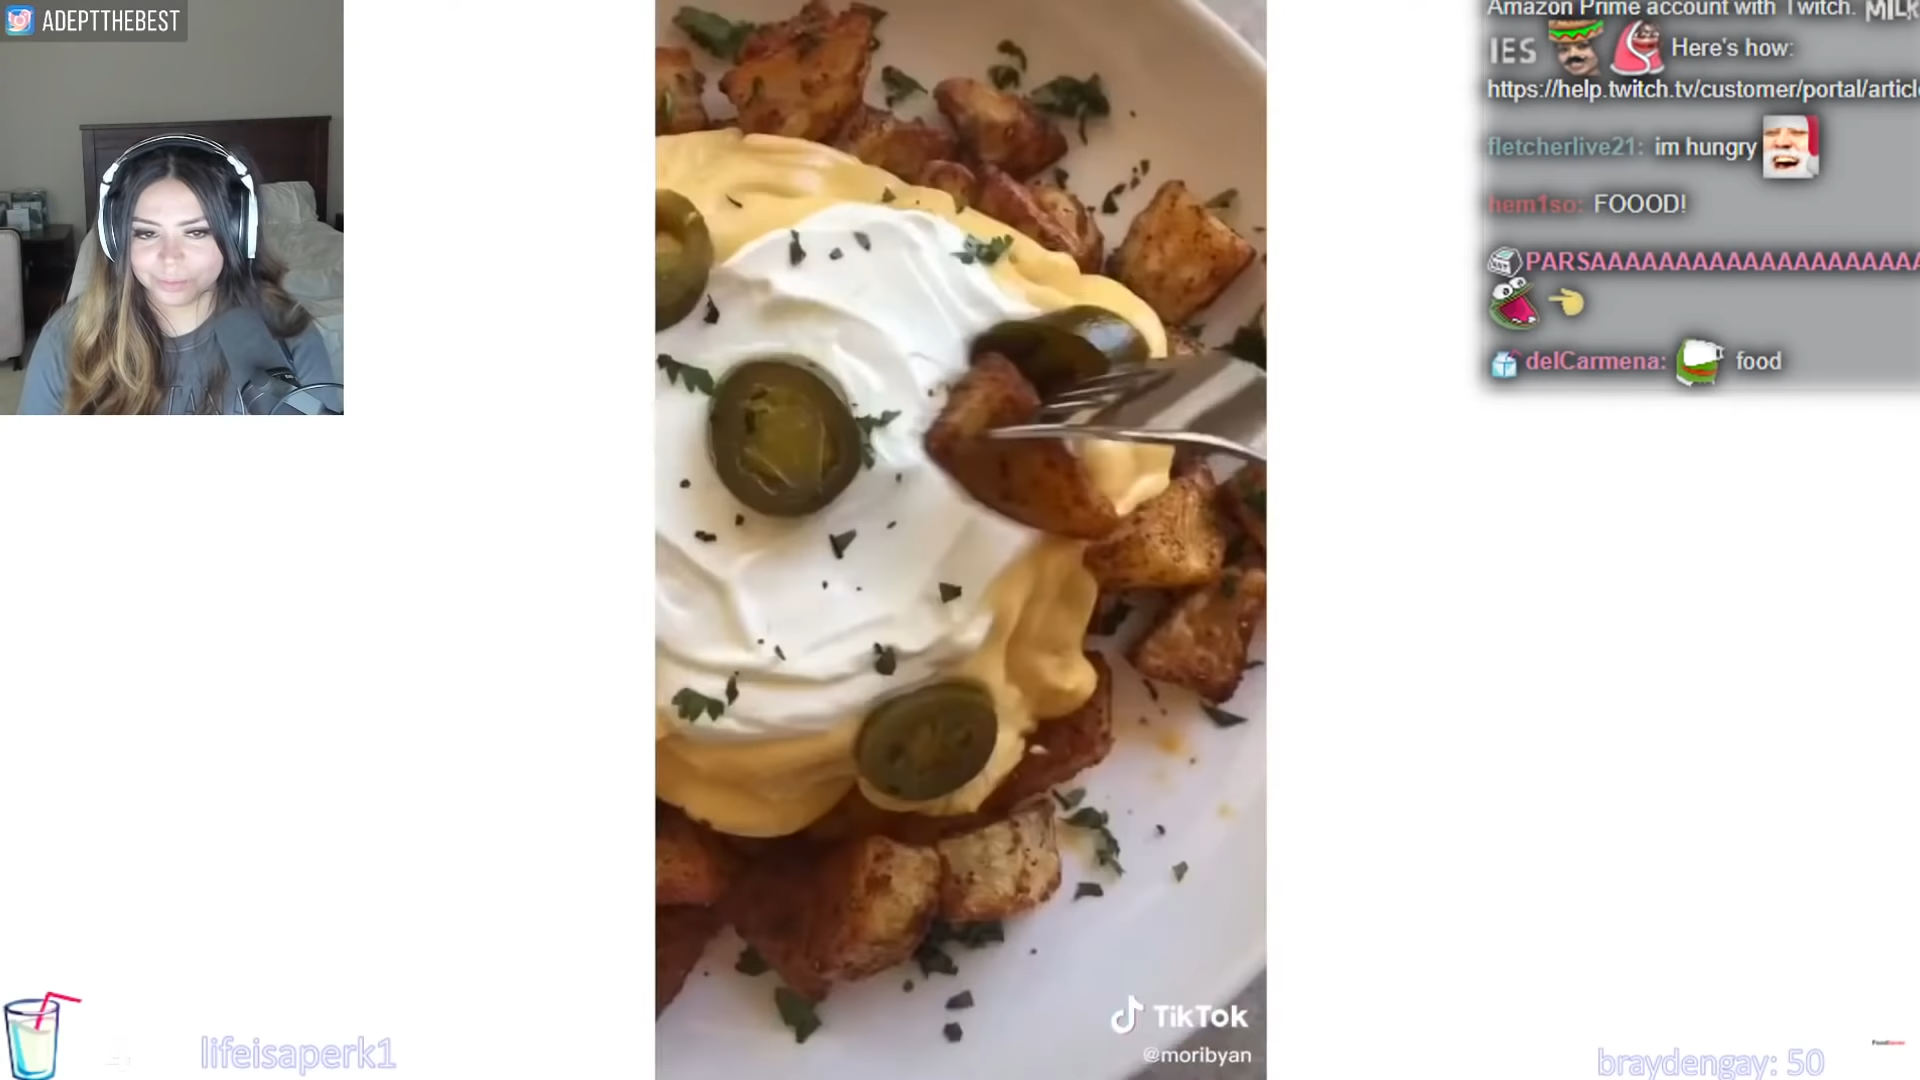 ADEPTTHEBEST
Amazon Prime account with Twitch. MILK
IES Here's how:
https://help.twitch.tv/customer/portal/articl
fletcherlive21: im hungry
hem1so: FOOOD!
PARSAAAAAAAAAAAAAAAAAAAA
delCarmena: food
TikTok
@moribyan
lifeisaperk1
braydengay: 50